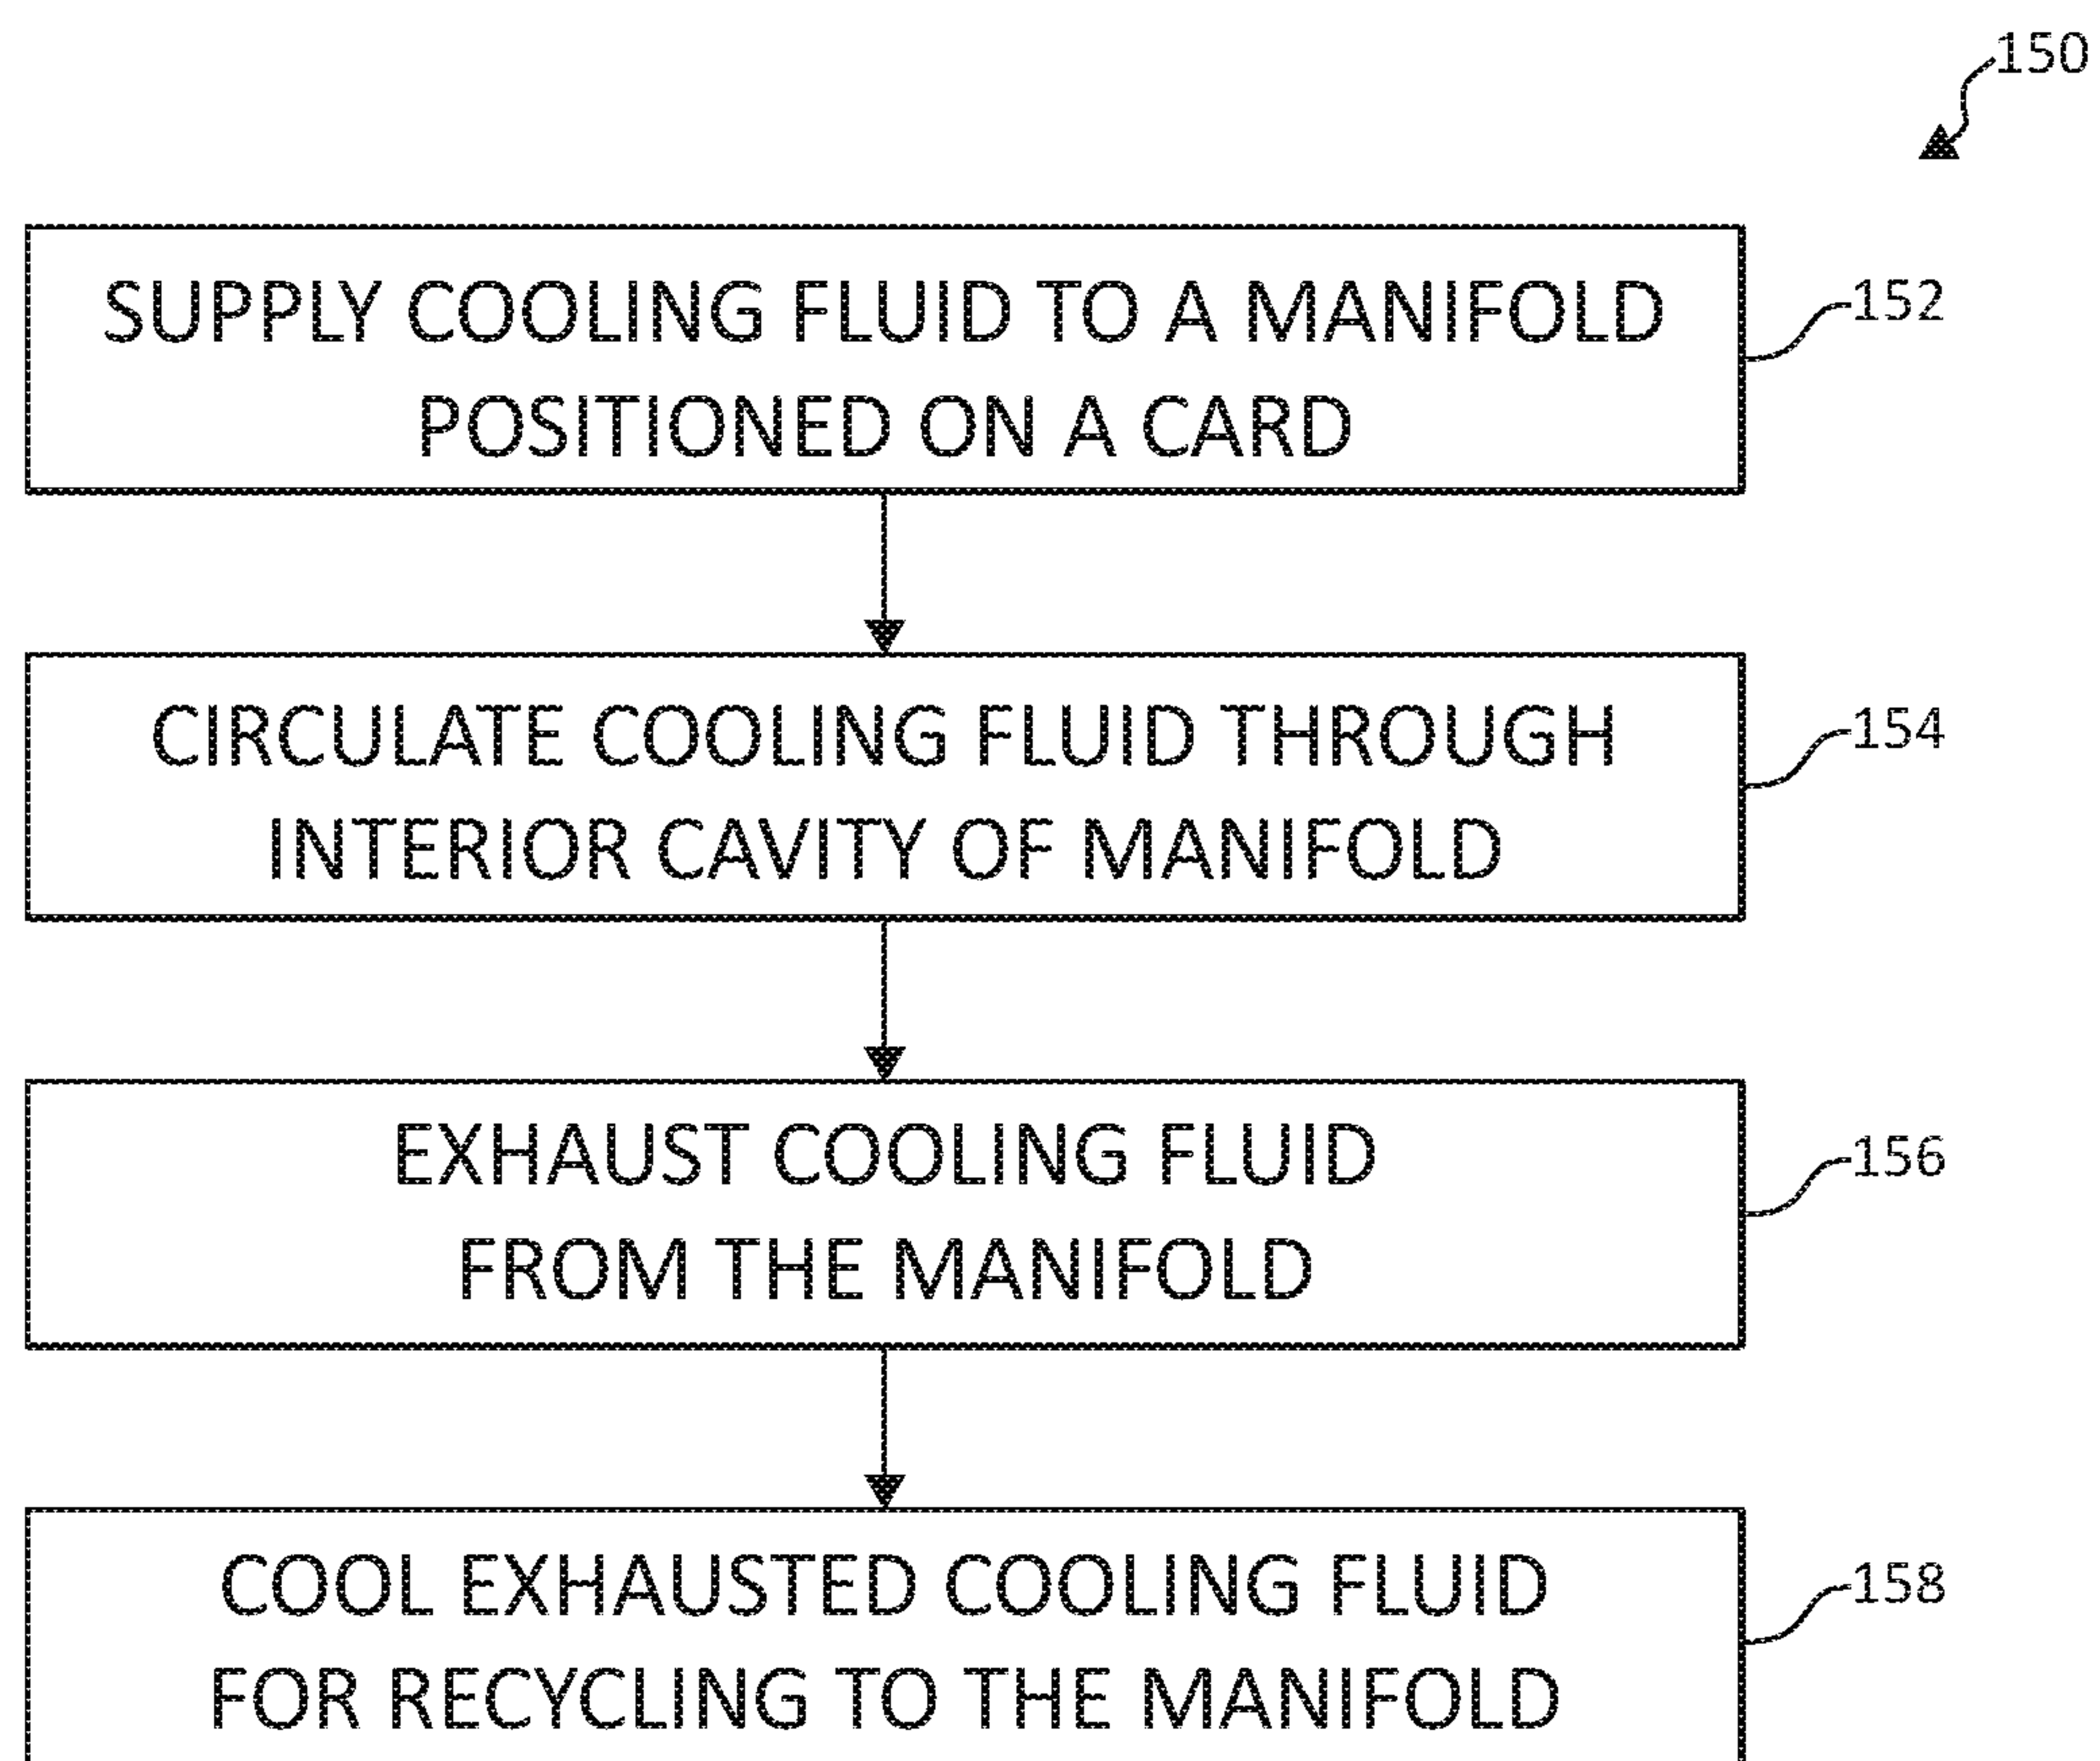 150
SUPPLY COOLING FLUID TO A MANIFOLD
POSITIONED ON A CARD
152
CIRCULATE COOLING FLUID THROUGH
INTERIOR CAVITY OF MANIFOLD
154
EXHAUST COOLING FLUID
FROM THE MANIFOLD
156
COOL EXHAUSTED COOLING FLUID
FOR RECYCLING TO THE MANIFOLD
158